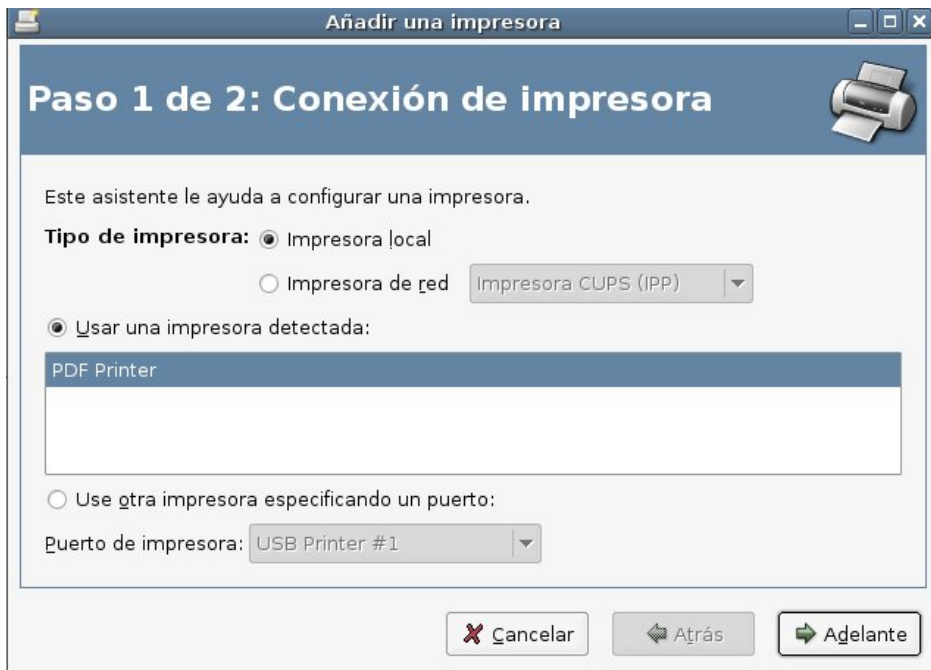 Añadir una impresora
Paso 1 de 2: Conexión de impresora
Este asistente le ayuda a configurar una impresora.
Tipo de impresora: Impresora local
Impresora de red Impresora CUPS (IPP)
Usar una impresora detectada:
PDF Printer
Use otra impresora especificando un puerto:
Puerto de impresora: USB Printer #1
Cancelar Atrás Adelante